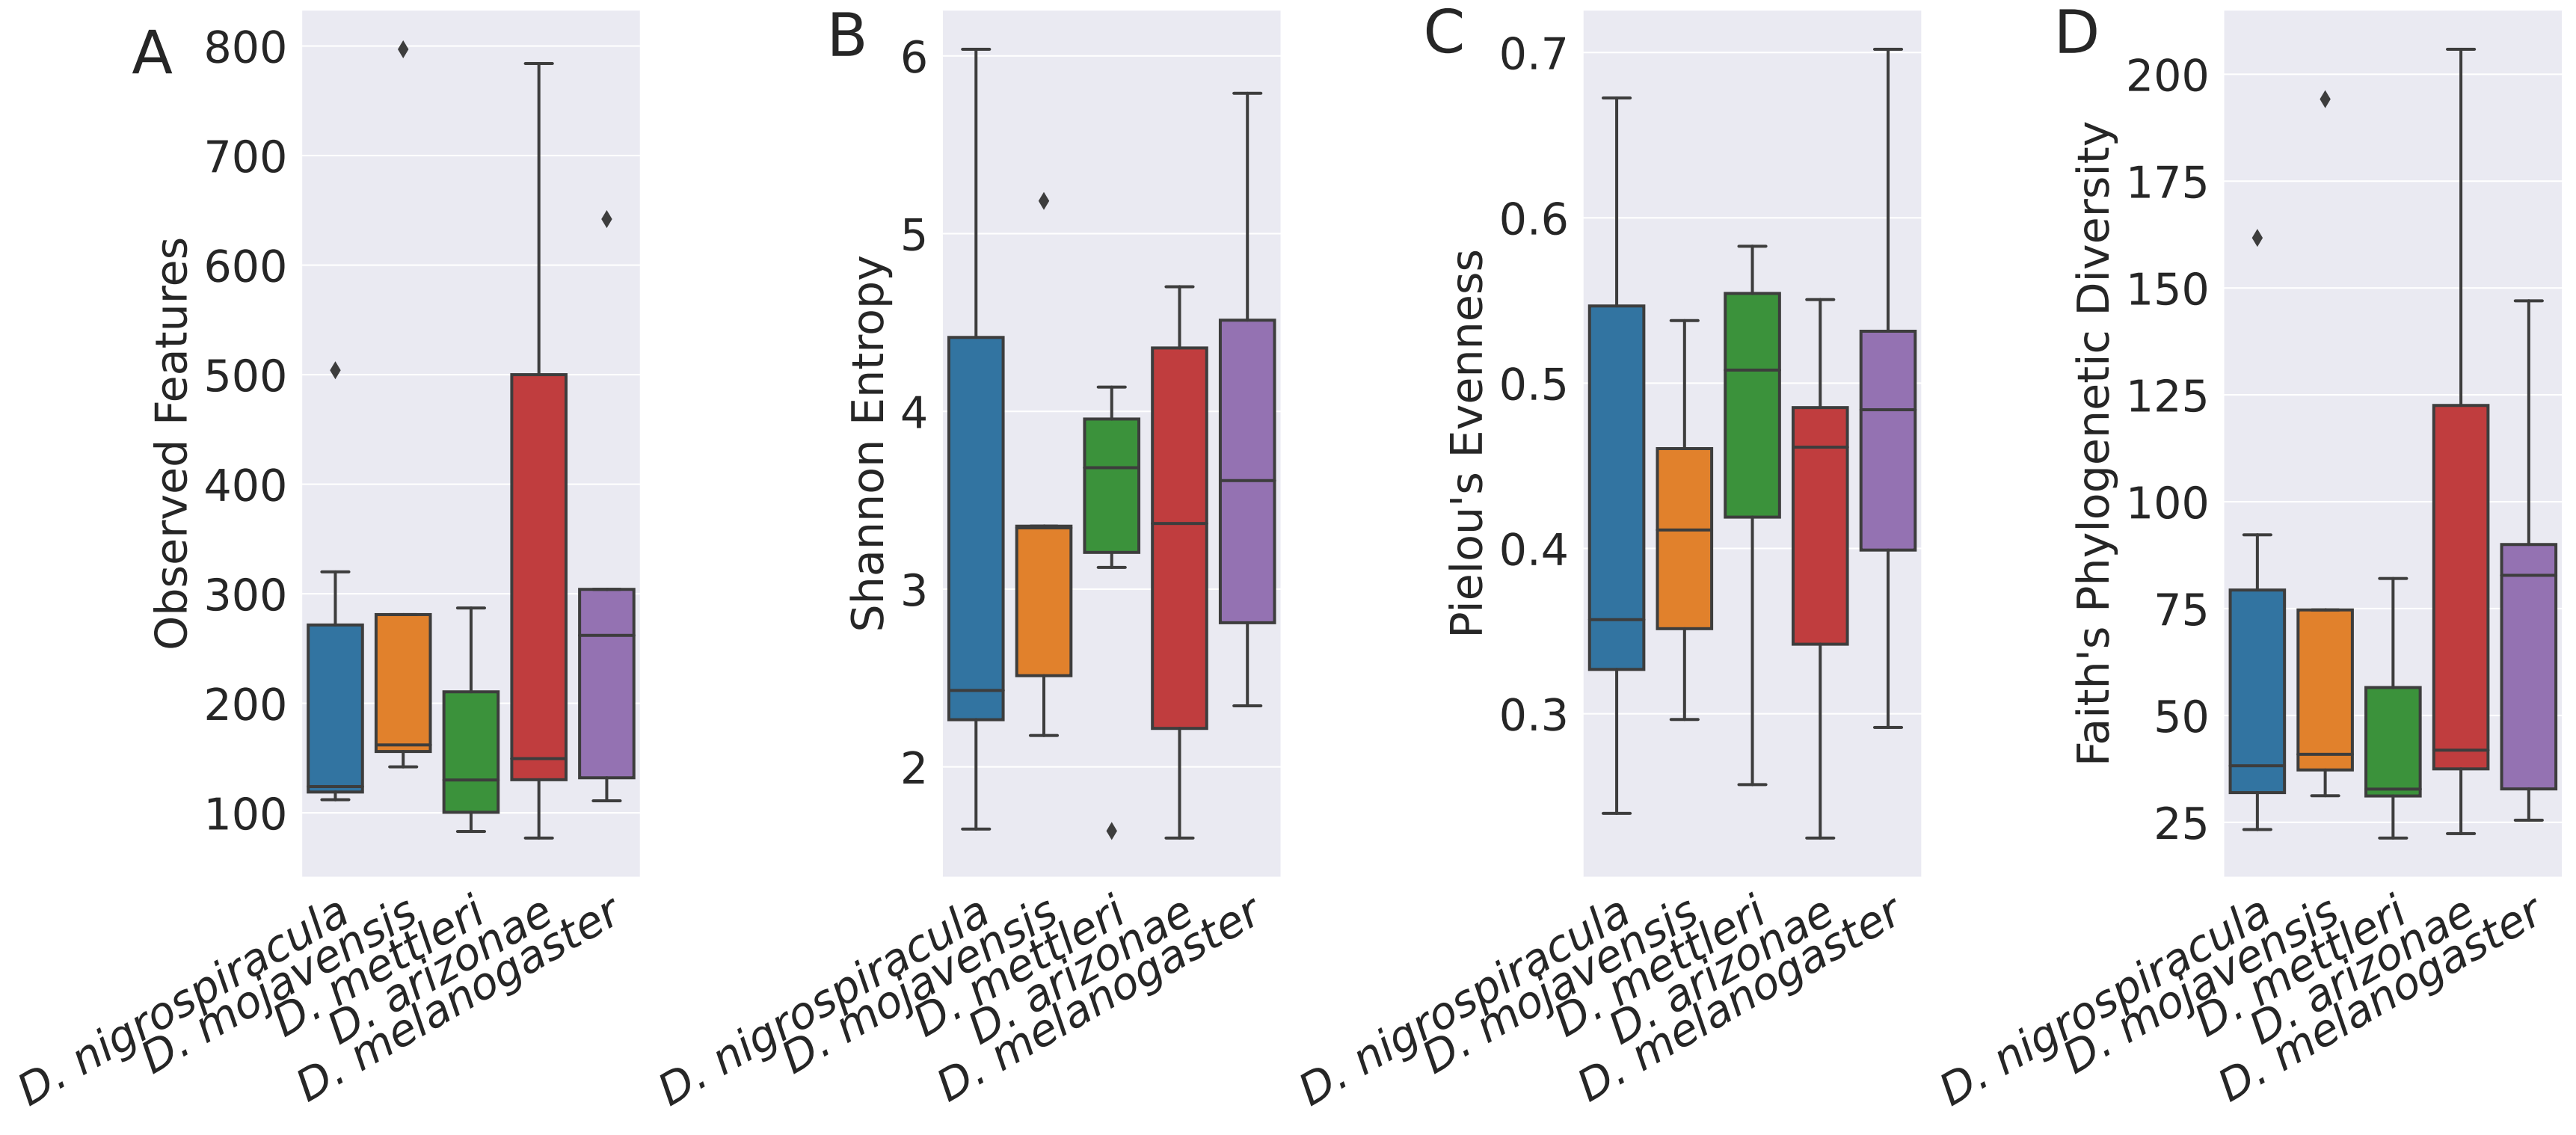 A
Observed Features
800
700
600
500
400
300
200
100
D. nigrospiracula
D. mojavensis
D. mettleri
D. arizonae
D. melanogaster
B
Shannon Entropy
6
5
4
3
2
D. nigrospiracula
D. mojavensis
D. mettleri
D. arizonae
D. melanogaster
C
Pielou's Evenness
0.7
0.6
0.5
0.4
0.3
D. nigrospiracula
D. mojavensis
D. mettleri
D. arizonae
D. melanogaster
D
Faith's Phylogenetic Diversity
200
175
150
125
100
75
50
25
D. nigrospiracula
D. mojavensis
D. mettleri
D. arizonae
D. melanogaster